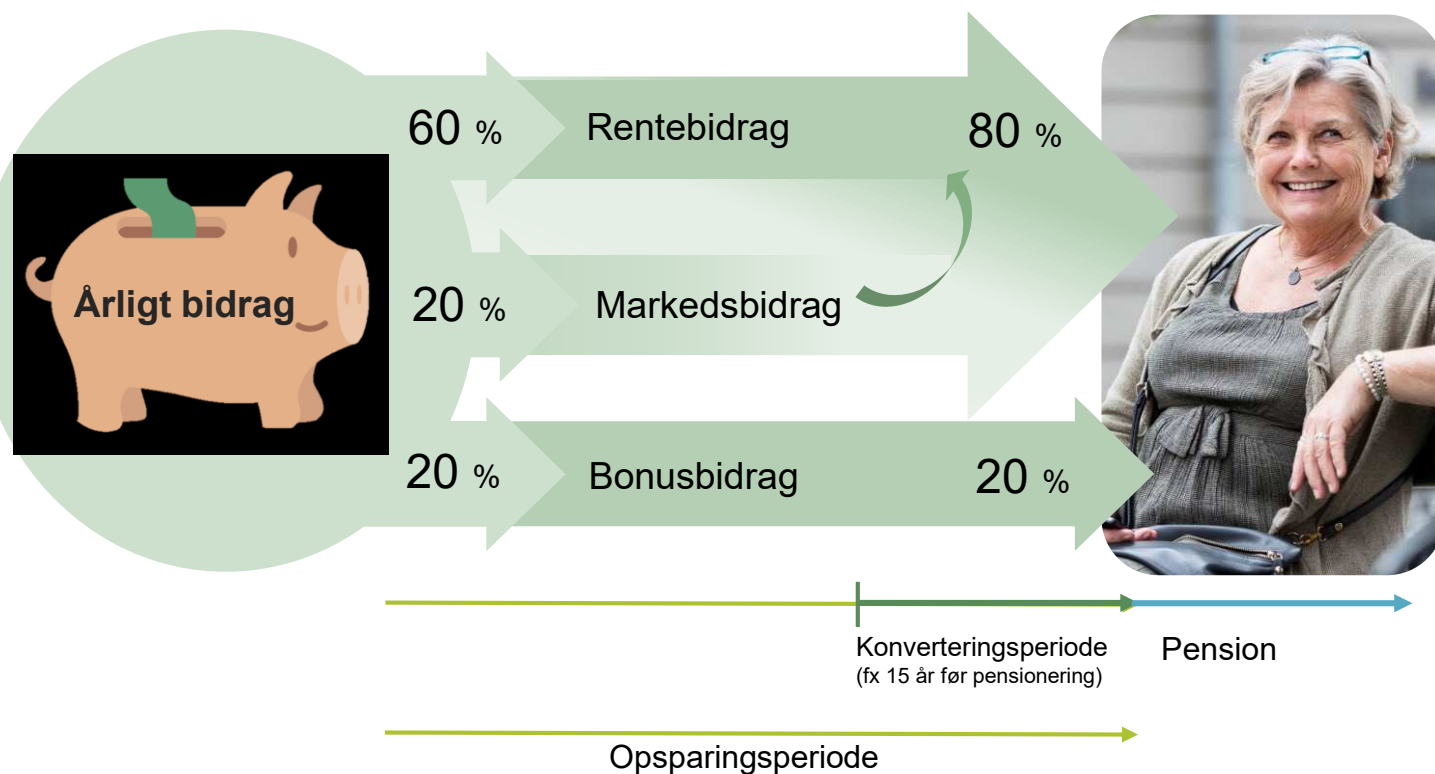 60 %
Rentebidrag
80 %
Årligt bidrag
20 %
Markedsbidrag
20 %
Bonusbidrag
20 %
Konverteringsperiode
(fx 15 år før pensionering)
Pension
Opsparingsperiode